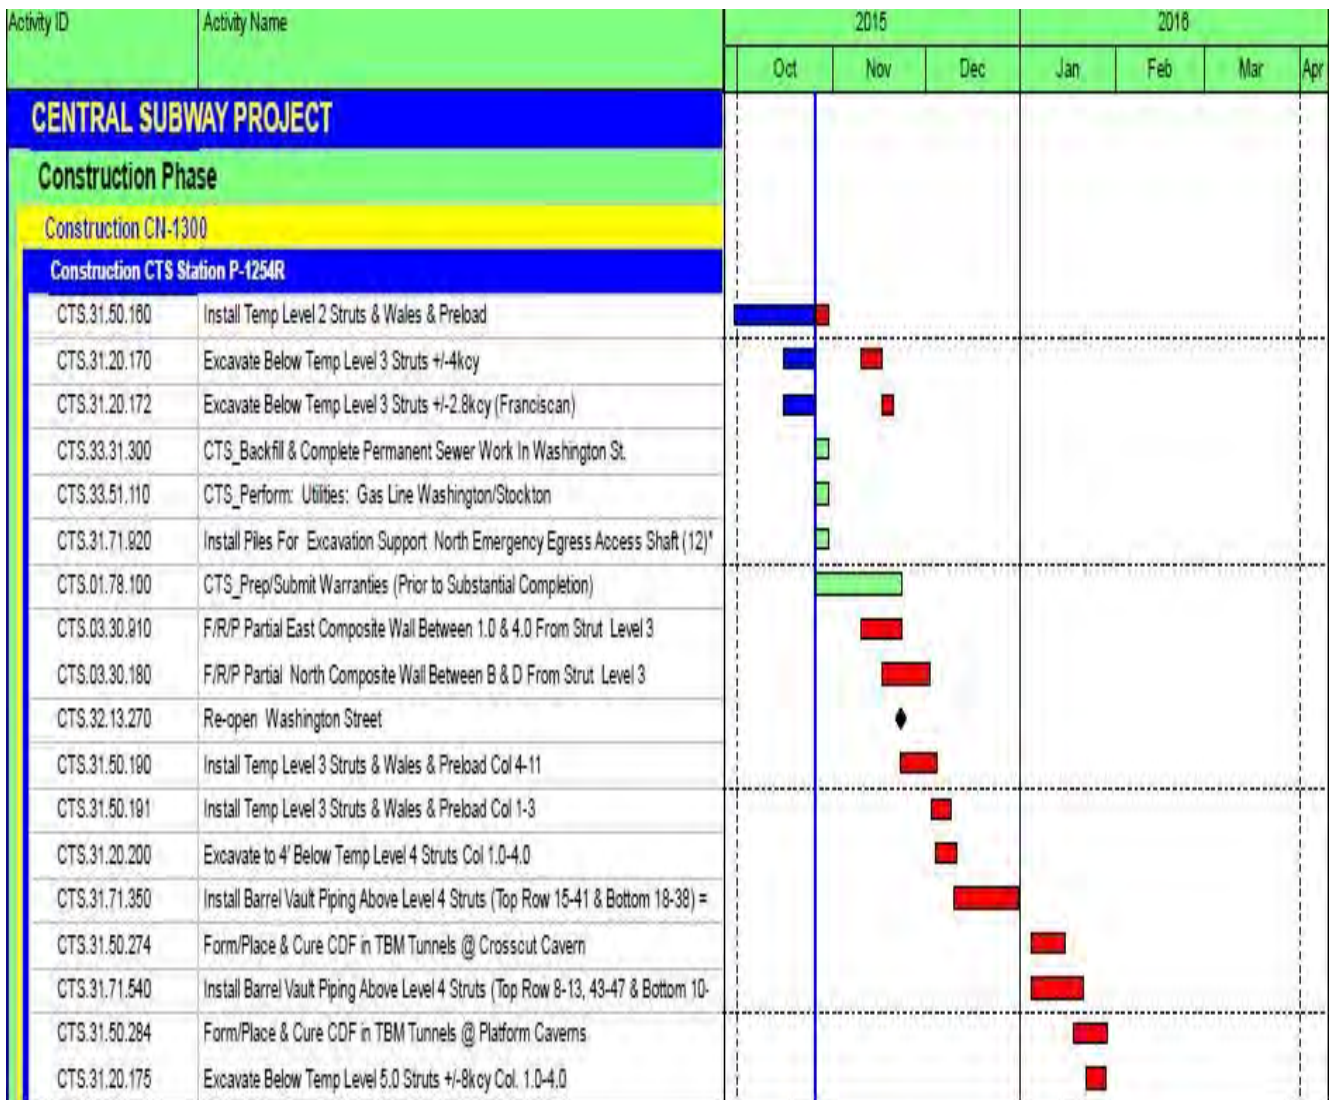 Activity ID Activity Name 2015 2016
Oct Nov Dec Jan Feb Mar Apr
CENTRAL SUBWAY PROJECT
Construction Phase
Construction CN-1300
Construction CTS Station P-1254R
CTS.31.50.160 Install Temp Level 2 Struts & Wales & Preload
CTS.31.20.170 Excavate Below Temp Level 3 Struts +/-4kcy
CTS.31.20.172 Excavate Below Temp Level 3 Struts +/-2.8kcy (Franciscan)
CTS.33.31.300 CTS_Backfill & Complete Permanent Sewer Work In Washington St.
CTS.33.51.110 CTS_Perform: Utilities: Gas Line Washington/Stockton
CTS.31.71.920 Install Piles For Excavation Support North Emergency Egress Access Shaft (12)"
CTS.01.78.100 CTS_Prep/Submit Warranties (Prior to Substantial Completion)
CTS.03.30.910 F/R/P Partial East Composite Wall Between 1.0 & 4.0 From Strut Level 3
CTS.03.30.180 F/R/P Partial North Composite Wall Between B & D From Strut Level 3
CTS.32.13.270 Re-open Washington Street
CTS.31.50.190 Install Temp Level 3 Struts & Wales & Preload Col 4-11
CTS.31.50.191 Install Temp Level 3 Struts & Wales & Preload Col 1-3
CTS.31.20.200 Excavate to 4' Below Temp Level 4 Struts Col 1.0-4.0
CTS.31.71.350 Install Barrel Vault Piping Above Level 4 Struts (Top Row 15-41 & Bottom 18-38) =
CTS.31.50.274 Form/Place & Cure CDF in TBM Tunnels @ Crosscut Cavern
CTS.31.71.540 Install Barrel Vault Piping Above Level 4 Struts (Top Row 8-13, 43-47 & Bottom 10-
CTS.31.50.284 Form/Place & Cure CDF in TBM Tunnels @ Platform Caverns
CTS.31.20.175 Excavate Below Temp Level 5.0 Struts +/-8kcy Col. 1.0-4.0